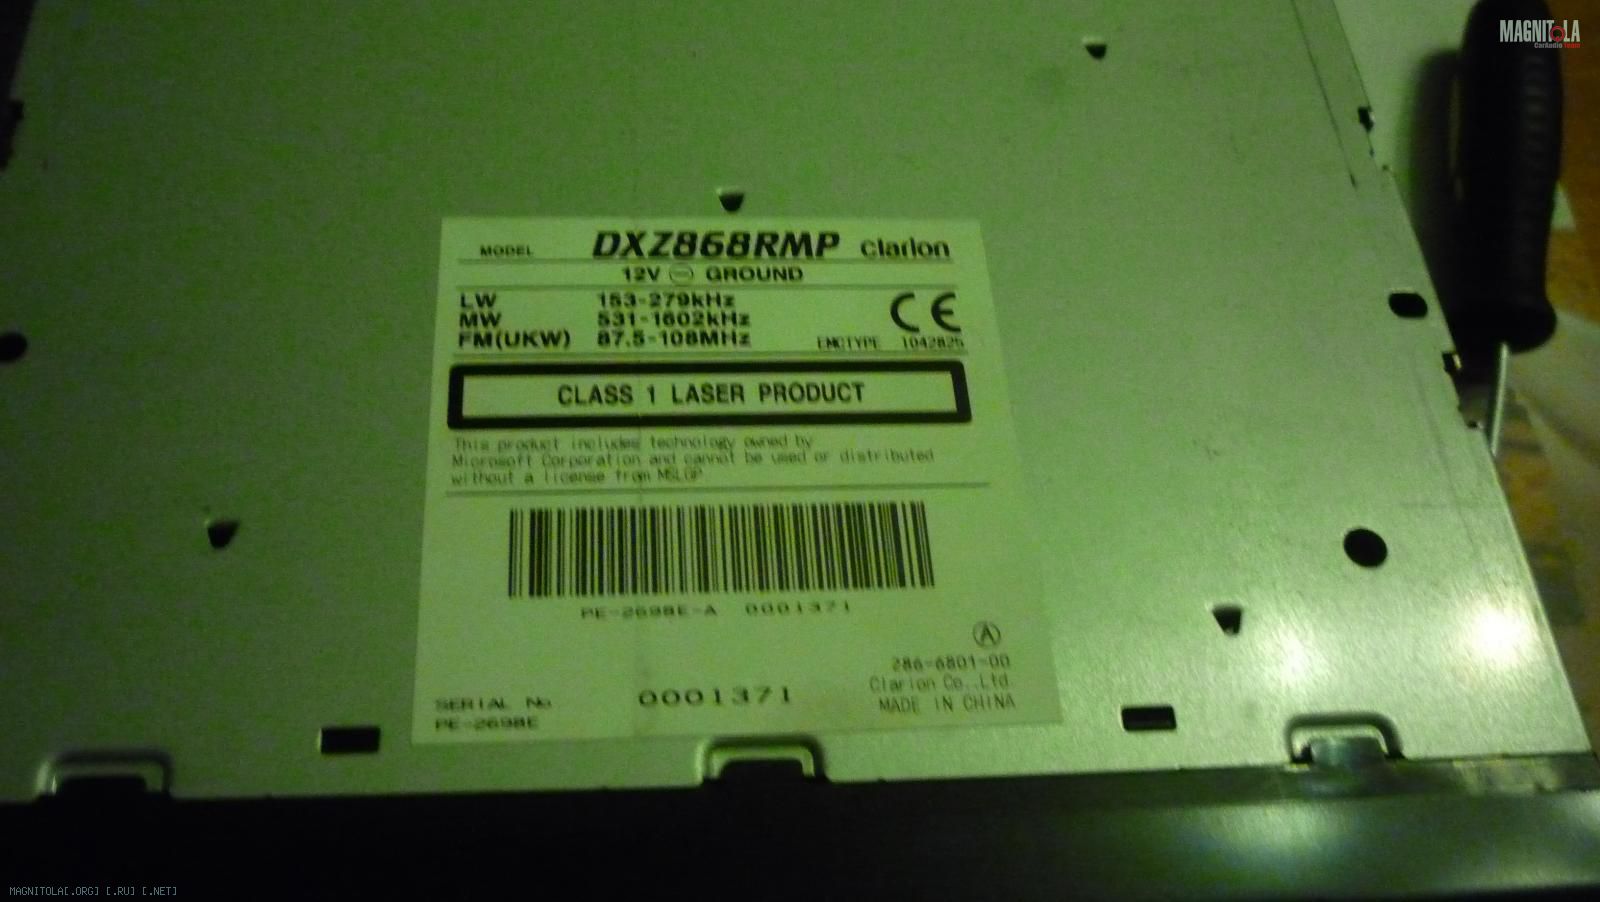 MAGNITOLA
CarAudio Team
MODEL DXZ868RMP Clarion
12V ⊖ GROUND
LW 153-279kHz
MW 531-1602kHz
FM(UKW) 87.5-108MHz
CE
EMCTYPE 1042825
CLASS 1 LASER PRODUCT
This product includes technology owned by
Microsoft Corporation and cannot be used or distributed
without a license from MSLGP
PE-2698E-A 0001371
A
286-6801-00
Clarion Co.,Ltd.
MADE IN CHINA
SERIAL No. 0001371
PE-2698E
MAGNITOLA[.ORG] [.RU] [.NET]